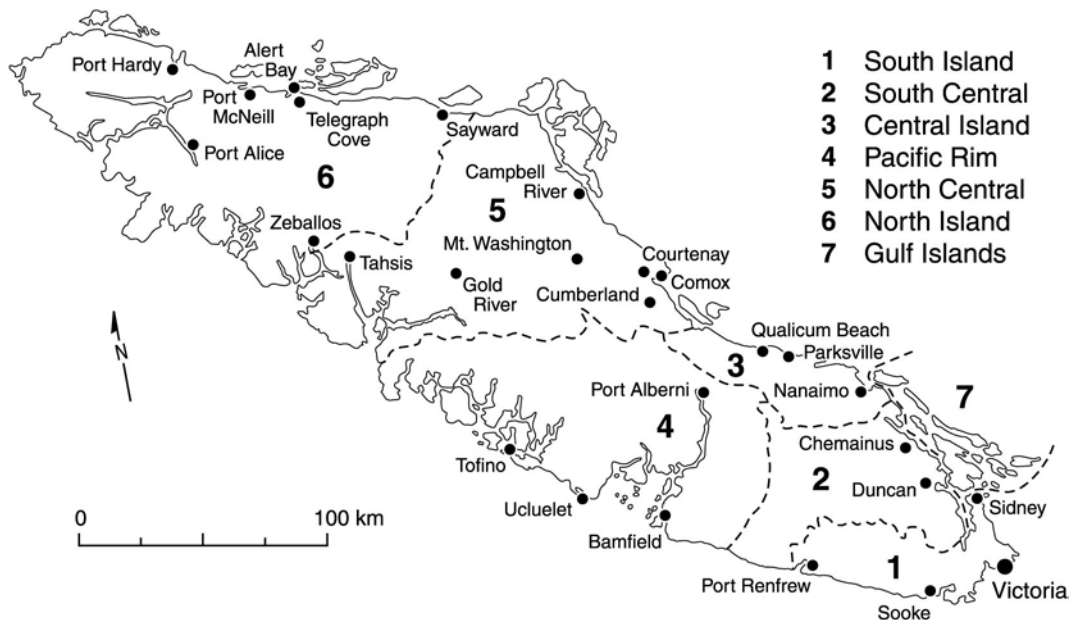 Port Hardy
Alert
Bay
Port
McNeill
Telegraph
Cove
Port Alice
Sayward
6
Campbell
River
5
Zeballos
Tahsis
Mt. Washington
Gold
River
Courtenay
Comox
Cumberland
Qualicum Beach
Parksville
3
Nanaimo
7
Port Alberni
4
Tofino
Ucluelet
Bamfield
Chemainus
2
Duncan
Sidney
Port Renfrew
1
Sooke
Victoria
1 South Island
2 South Central
3 Central Island
4 Pacific Rim
5 North Central
6 North Island
7 Gulf Islands
N
0 100 km